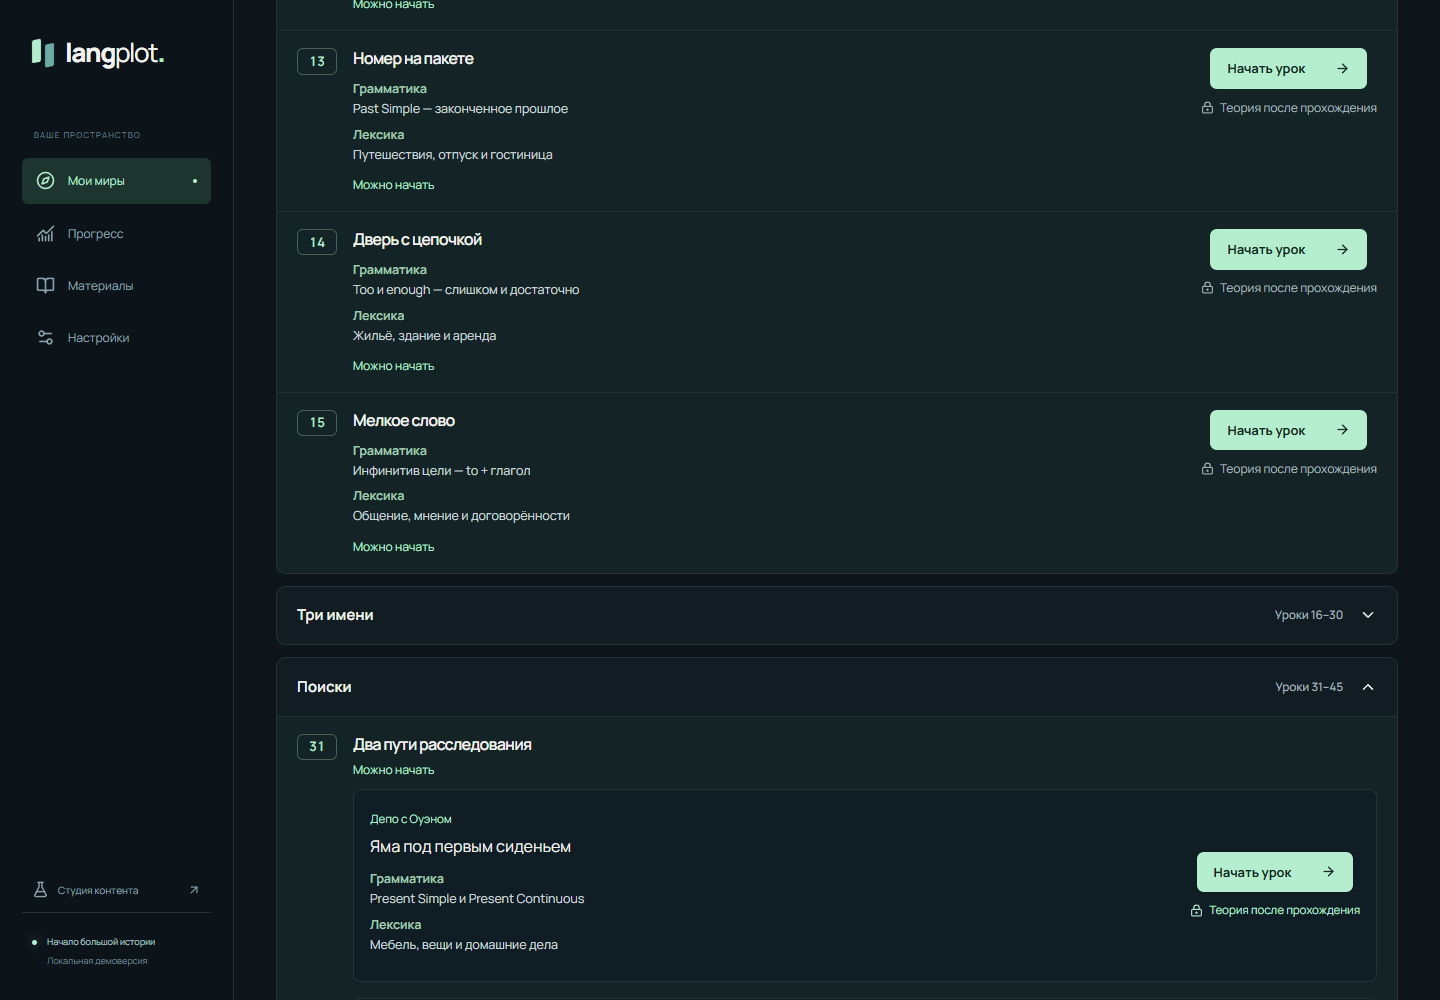 langplot.
ВАШЕ ПРОСТРАНСТВО
Мои миры
Прогресс
Материалы
Настройки
Студия контента
Начало большой истории
Локальная демоверсия
Можно начать
13
Номер на пакете
Грамматика
Past Simple — законченное прошлое
Лексика
Путешествия, отпуск и гостиница
Можно начать
Начать урок
Теория после прохождения
14
Дверь с цепочкой
Грамматика
Too и enough — слишком и достаточно
Лексика
Жильё, здание и аренда
Можно начать
Начать урок
Теория после прохождения
15
Мелкое слово
Грамматика
Инфинитив цели — to + глагол
Лексика
Общение, мнение и договорённости
Можно начать
Начать урок
Теория после прохождения
Три имени
Уроки 16–30
Поиски
Уроки 31–45
31
Два пути расследования
Можно начать
Депо с Оуэном
Яма под первым сиденьем
Грамматика
Present Simple и Present Continuous
Лексика
Мебель, вещи и домашние дела
Начать урок
Теория после прохождения